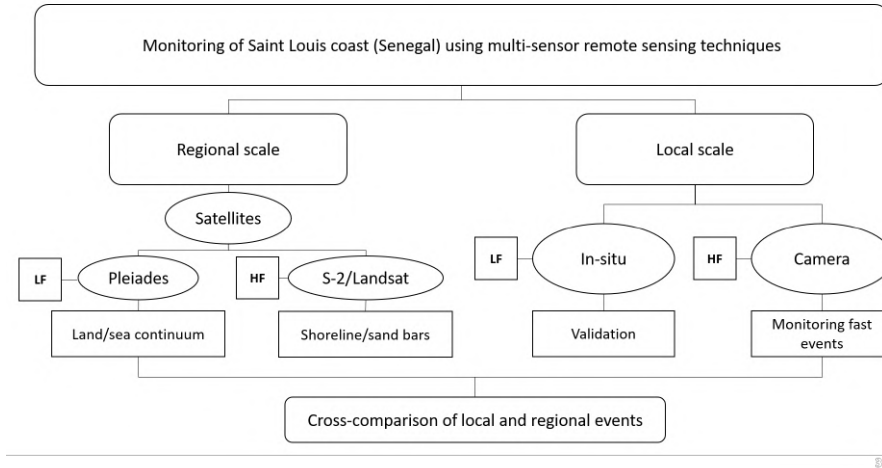 Monitoring of Saint Louis coast (Senegal) using multi-sensor remote sensing techniques
Regional scale
Local scale
Satellites
LF
Pleiades
HF
S-2/Landsat
LF
In-situ
HF
Camera
Land/sea continuum
Shoreline/sand bars
Validation
Monitoring fast
events
Cross-comparison of local and regional events